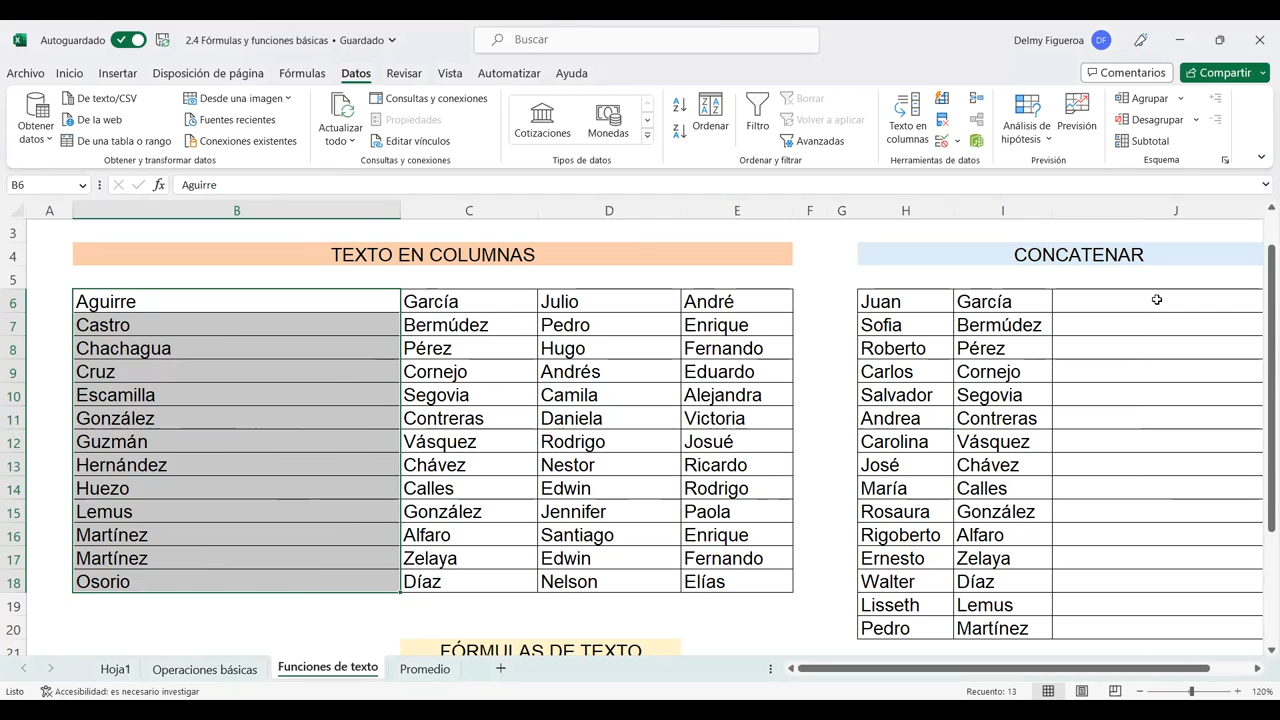 Autoguardado 2.4 Fórmulas y funciones básicas • Guardado Buscar Delmy Figueroa DF
Archivo Inicio Insertar Disposición de página Fórmulas Datos Revisar Vista Automatizar Ayuda Comentarios Compartir
Obtener datos De texto/CSV Desde una imagen Actualizar todo Consultas y conexiones Cotizaciones Monedas Ordenar Filtro Borrar Texto en columnas Análisis de hipótesis Previsión Agrupar
De la web Fuentes recientes Propiedades Volver a aplicar Desagrupar
De una tabla o rango Conexiones existentes Editar vínculos Avanzadas Subtotal
Obtener y transformar datos Consultas y conexiones Tipos de datos Ordenar y filtrar Herramientas de datos Previsión Esquema
B6 fx Aguirre
A B C D E F G H I J
3
4 TEXTO EN COLUMNAS CONCATENAR
5
6 Aguirre García Julio André Juan García
7 Castro Bermúdez Pedro Enrique Sofia Bermúdez
8 Chachagua Pérez Hugo Fernando Roberto Pérez
9 Cruz Cornejo Andrés Eduardo Carlos Cornejo
10 Escamilla Segovia Camila Alejandra Salvador Segovia
11 González Contreras Daniela Victoria Andrea Contreras
12 Guzmán Vásquez Rodrigo Josué Carolina Vásquez
13 Hernández Chávez Nestor Ricardo José Chávez
14 Huezo Calles Edwin Rodrigo María Calles
15 Lemus González Jennifer Paola Rosaura González
16 Martínez Alfaro Santiago Enrique Rigoberto Alfaro
17 Martínez Zelaya Edwin Fernando Ernesto Zelaya
18 Osorio Díaz Nelson Elías Walter Díaz
19 Lisseth Lemus
20 Pedro Martínez
21 FÓRMULAS DE TEXTO
Hoja1 Operaciones básicas Funciones de texto Promedio
Listo Accesibilidad: es necesario investigar Recuento: 13 120%